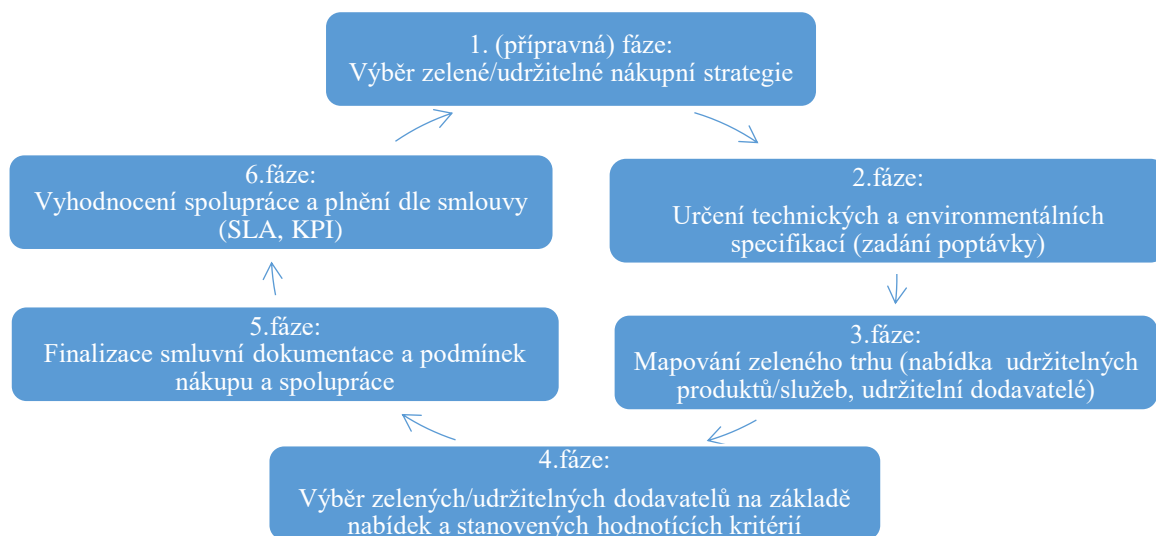 1. (přípravná) fáze:
Výběr zelené/udržitelné nákupní strategie
2.fáze:
Určení technických a environmentálních
specifikací (zadání poptávky)
3.fáze:
Mapování zeleného trhu (nabídka udržitelných
produktů/služeb, udržitelní dodavatelé)
4.fáze:
Výběr zelených/udržitelných dodavatelů na základě
nabídek a stanovených hodnotících kritérií
5.fáze:
Finalizace smluvní dokumentace a podmínek
nákupu a spolupráce
6.fáze:
Vyhodnocení spolupráce a plnění dle smlouvy
(SLA, KPI)